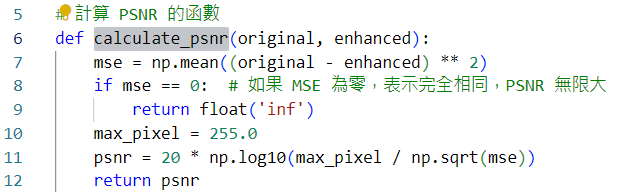 5 # 計算 PSNR 的函數
6 def calculate_psnr(original, enhanced):
7     mse = np.mean((original - enhanced) ** 2)
8     if mse == 0:  # 如果 MSE 為零，表示完全相同，PSNR 無限大
9         return float('inf')
10     max_pixel = 255.0
11     psnr = 20 * np.log10(max_pixel / np.sqrt(mse))
12     return psnr